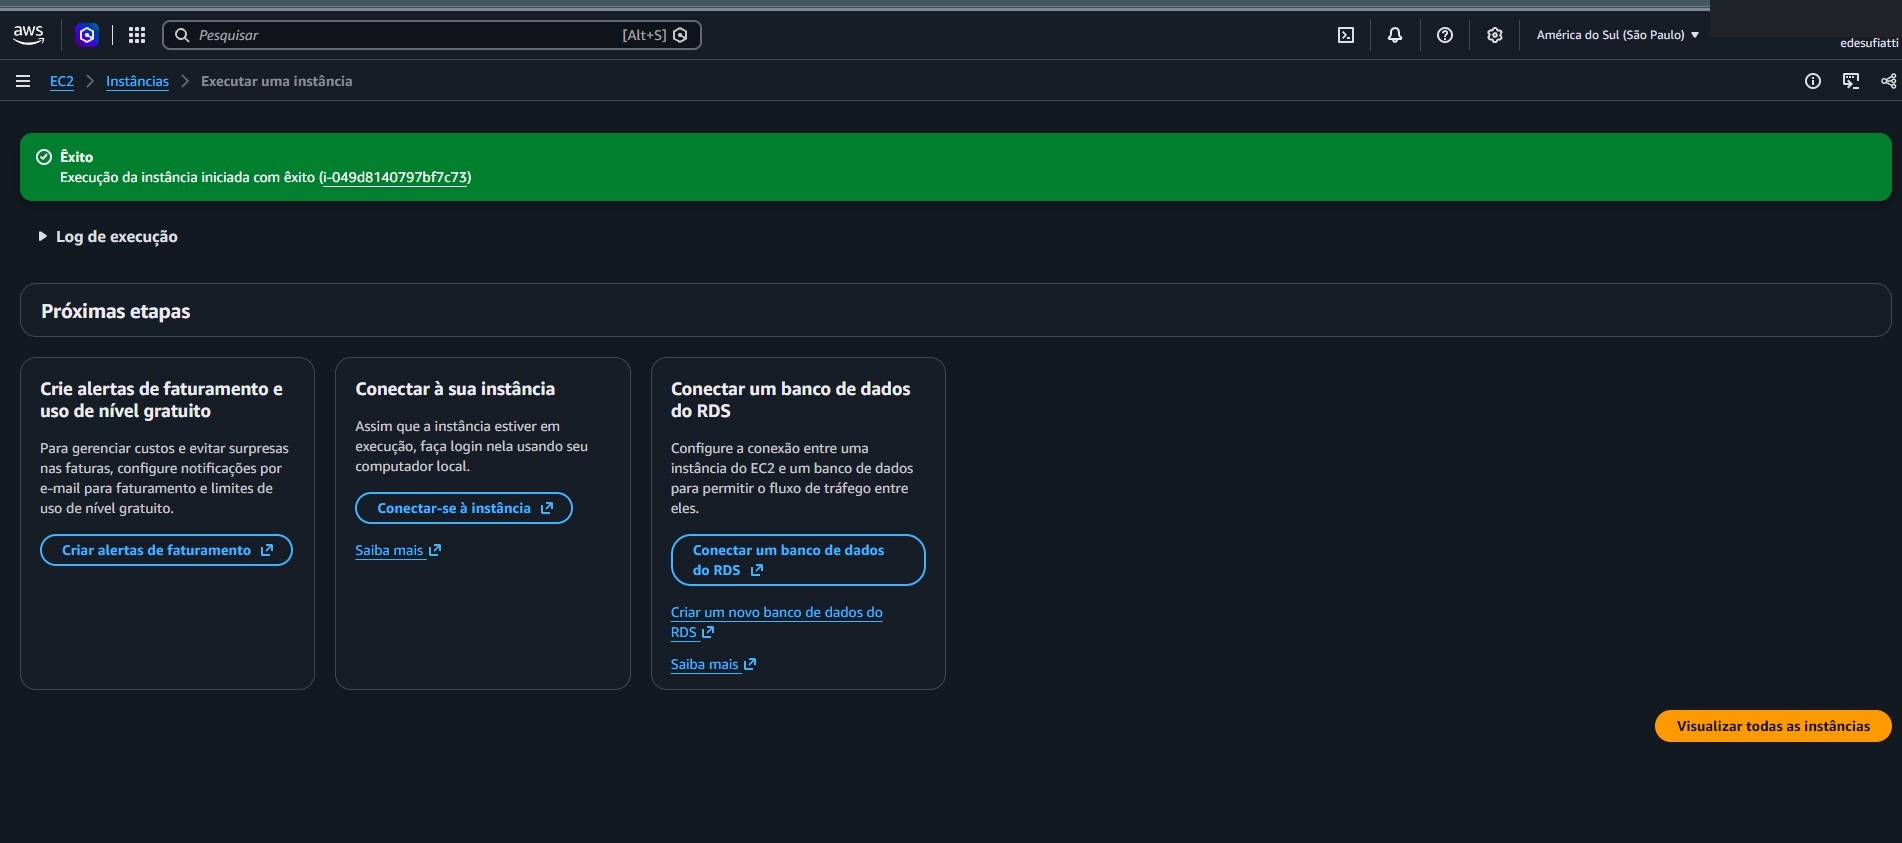 aws
Pesquisar
[Alt+S]
América do Sul (São Paulo)
edesufiatti
EC2
Instâncias
Executar uma instância
Êxito
Execução da instância iniciada com êxito (i-049d8140797bf7c73)
Log de execução
Próximas etapas
Crie alertas de faturamento e
uso de nível gratuito
Para gerenciar custos e evitar surpresas
nas faturas, configure notificações por
e-mail para faturamento e limites de
uso de nível gratuito.
Criar alertas de faturamento
Conectar à sua instância
Assim que a instância estiver em
execução, faça login nela usando seu
computador local.
Conectar-se à instância
Saiba mais
Conectar um banco de dados
do RDS
Configure a conexão entre uma
instância do EC2 e um banco de dados
para permitir o fluxo de tráfego entre
eles.
Conectar um banco de dados
do RDS
Criar um novo banco de dados do
RDS
Saiba mais
Visualizar todas as instâncias